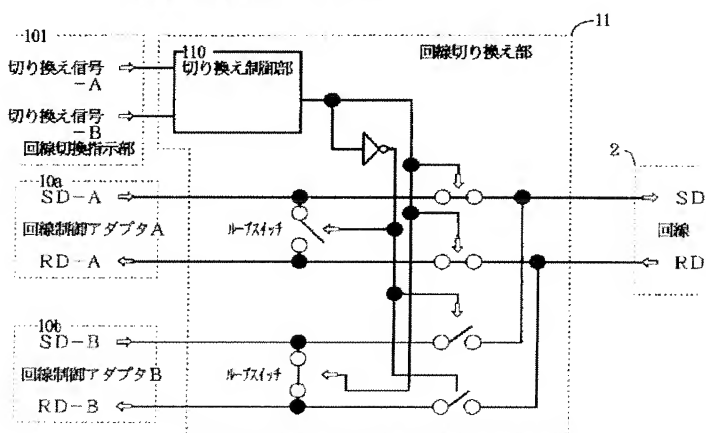 11
101
110
回線切り換え部
切り換え信号
-A
切り換え制御部
切り換え信号
-B
回線切換指示部
2
10a
SD-A
SD
回線制御アダプタA
ループスイッチ
回線
RD-A
RD
10b
SD-B
回線制御アダプタB
ループスイッチ
RD-B